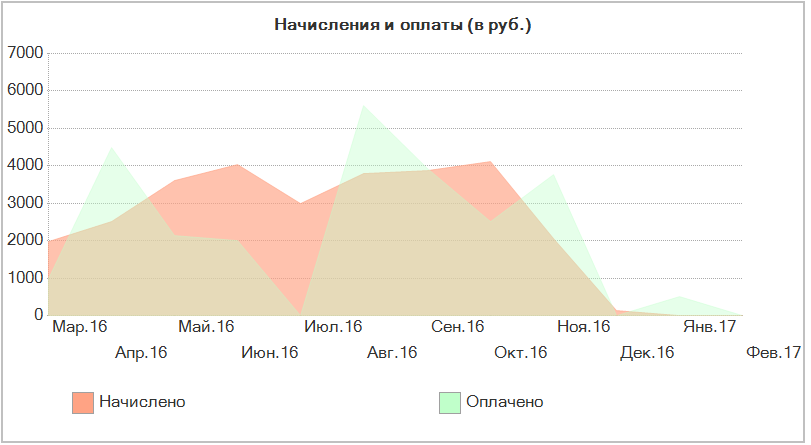 Начисления и оплаты (в руб.)
7000
6000
5000
4000
3000
2000
1000
0
Мар.16 Май.16 Июл.16 Сен.16 Ноя.16 Янв.17
Апр.16 Июн.16 Авг.16 Окт.16 Дек.16 Фев.17
Начислено Оплачено